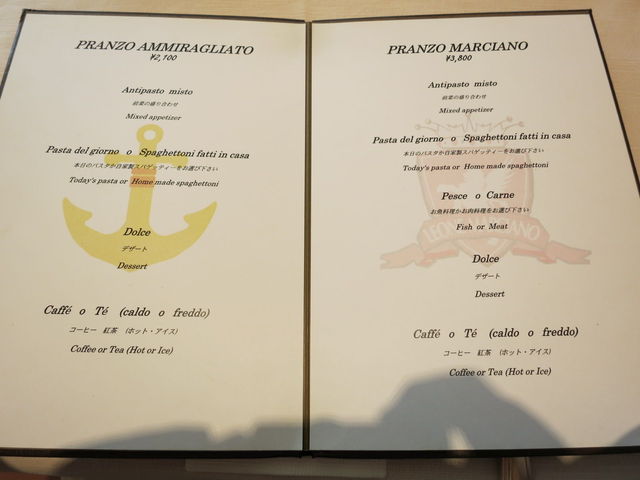 PRANZO AMMIRAGLIATO
¥2,100
Antipasto misto
前菜の盛り合わせ
Mixed appetizer
Pasta del giorno o Spaghettoni fatti in casa
本日のパスタか自家製スパゲッティーをお選び下さい
Today's pasta or Home made spaghettoni
Dolce
デザート
Dessert
Caffé o Té (caldo o freddo)
コーヒー 紅茶 (ホット・アイス)
Coffee or Tea (Hot or Ice)
PRANZO MARCIANO
¥3,800
Antipasto misto
前菜の盛り合わせ
Mixed appetizer
Pasta del giorno o Spaghettoni fatti in casa
本日のパスタか自家製スパゲッティーをお選び下さい
Today's pasta or Home made spaghettoni
Pesce o Carne
お魚料理かお肉料理をお選び下さい
Fish or Meat
LEONE MARCIANO
Dolce
デザート
Dessert
Caffé o Té (caldo o freddo)
コーヒー 紅茶 (ホット・アイス)
Coffee or Tea (Hot or Ice)